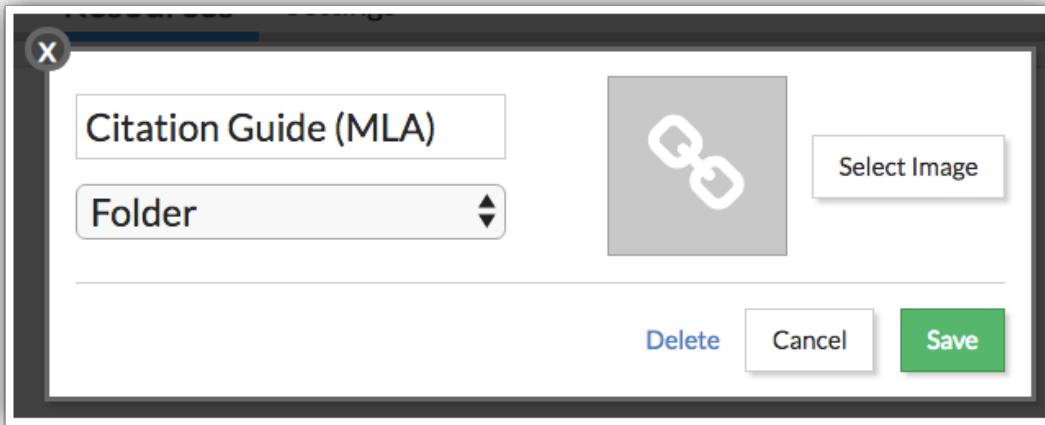 X
Citation Guide (MLA)
Select Image
Folder
Delete Cancel Save